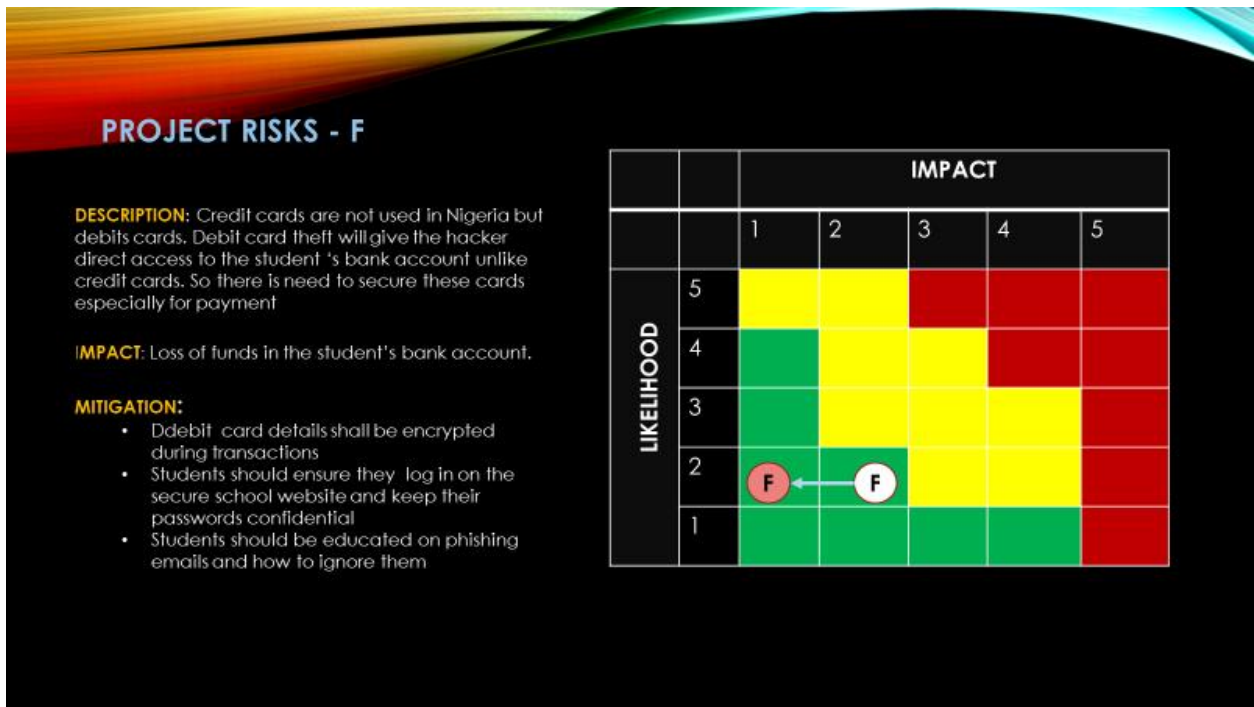 PROJECT RISKS - F
DESCRIPTION: Credit cards are not used in Nigeria but
debits cards. Debit card theft will give the hacker
direct access to the student ‘s bank account unlike
credit cards. So there is need to secure these cards
especially for payment
IMPACT: Loss of funds in the student’s bank account.
MITIGATION:
• Ddebit card details shall be encrypted
during transactions
• Students should ensure they log in on the
secure school website and keep their
passwords confidential
• Students should be educated on phishing
emails and how to ignore them
IMPACT
1 2 3 4 5
LIKELIHOOD
5
4
3
2 F F
1